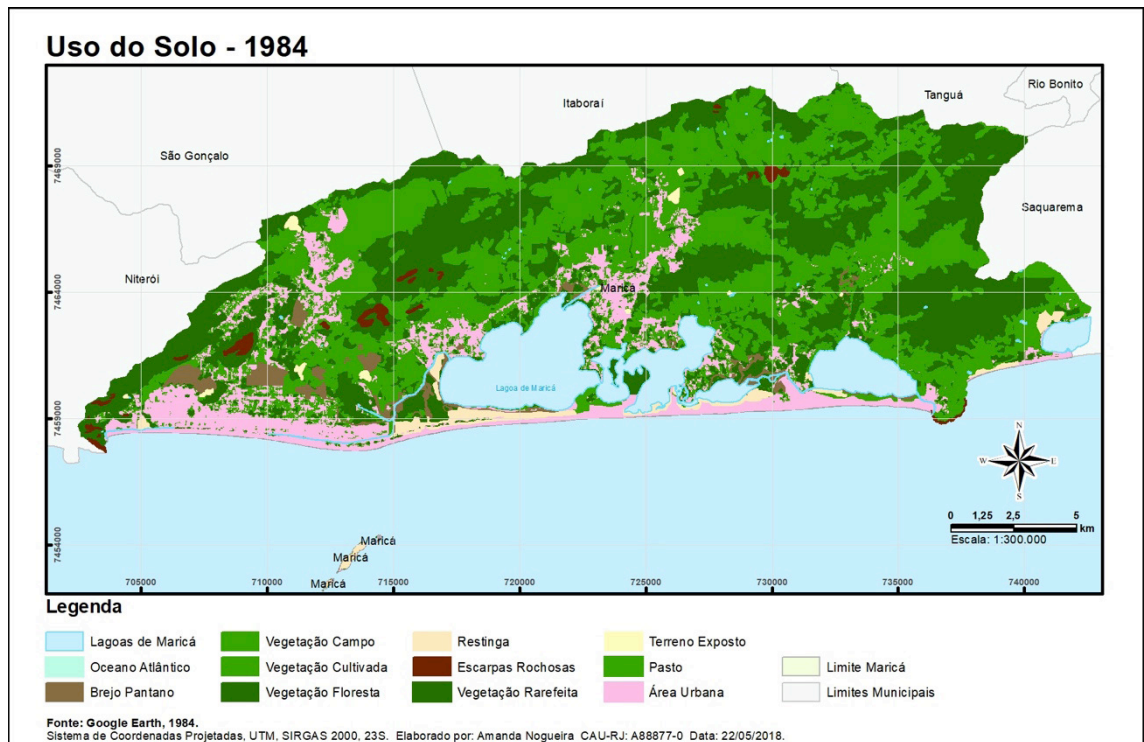 Uso do Solo - 1984
Rio Bonito
Tanguá
Itaboraí
São Gonçalo
7469000
Saquarema
Niterói
7464000
Maricá
Lagoa de Maricá
7459000
N
W E
S
0 1,25 2,5 5
km
Escala: 1:300.000
7454000
Maricá
Maricá
Maricá
705000 710000 715000 720000 725000 730000 735000 740000
Legenda
Lagoas de Maricá Vegetação Campo Restinga Terreno Exposto
Oceano Atlântico Vegetação Cultivada Escarpas Rochosas Pasto Limite Maricá
Brejo Pantano Vegetação Floresta Vegetação Rarefeita Área Urbana Limites Municipais
Fonte: Google Earth, 1984.
Sistema de Coordenadas Projetadas, UTM, SIRGAS 2000, 23S. Elaborado por: Amanda Nogueira CAU-RJ: A88877-0 Data: 22/05/2018.